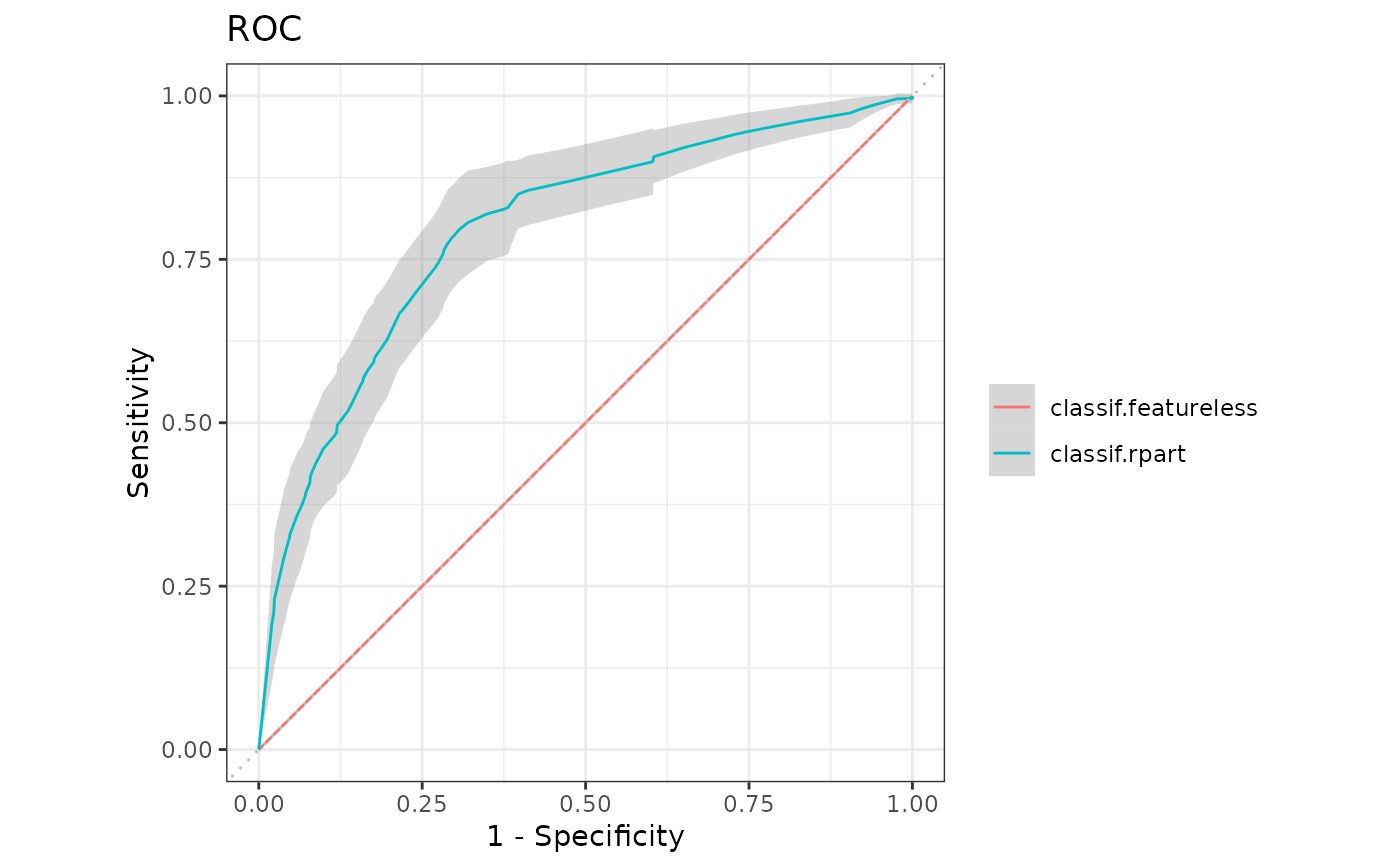 ROC
1.00
0.75
0.50
0.25
0.00
Sensitivity
0.00 0.25 0.50 0.75 1.00
1 - Specificity
classif.featureless
classif.rpart